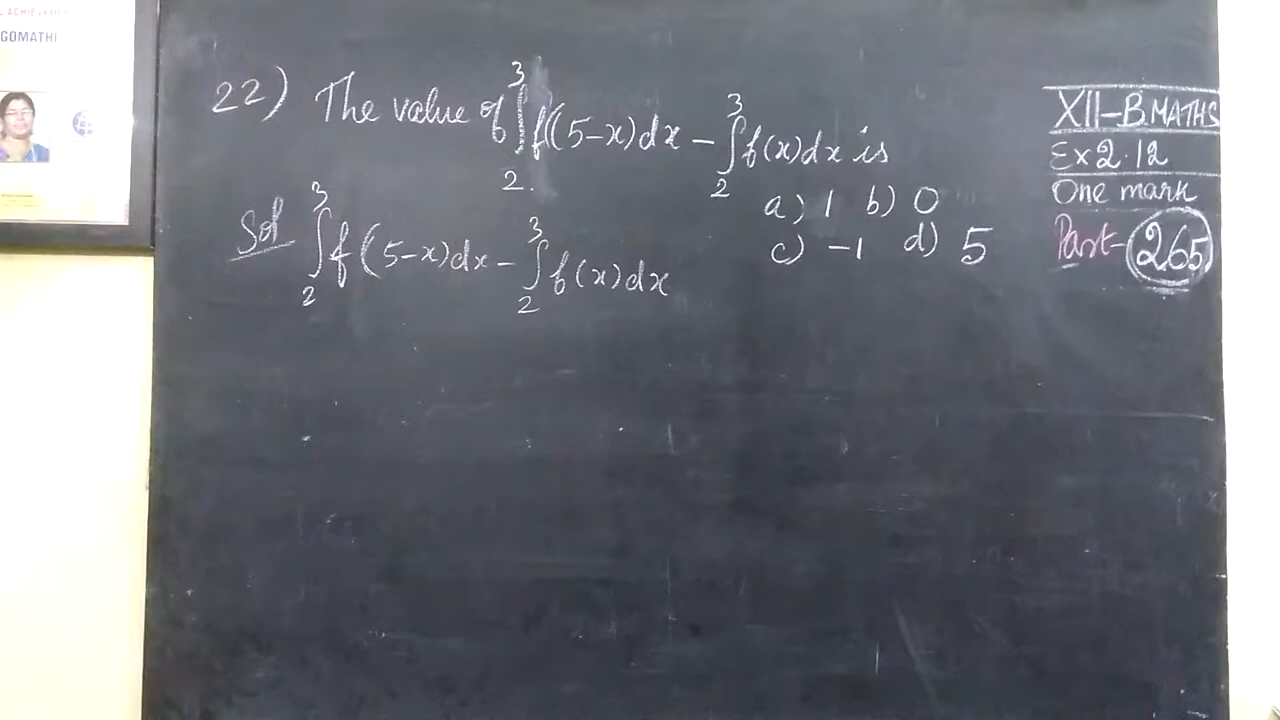 L ACHIEVEM
GOMATHI
22) The value of ∫₂³ f(5-x)dx - ∫₂³ f(x)dx is
a) 1 b) 0
c) -1 d) 5
Sol ∫₂³ f(5-x)dx - ∫₂³ f(x)dx
XII-B.MATHS
Ex 2.12
One mark
Part- 265